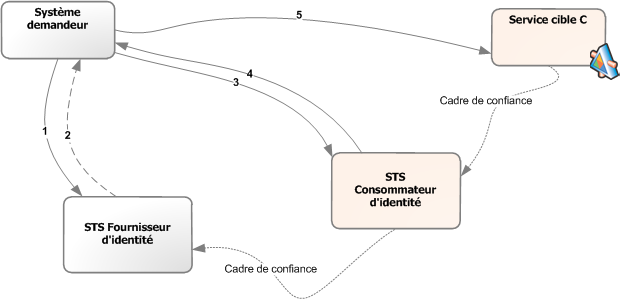 Système
demandeur
5
Service cible C
4
3
Cadre de confiance
1
2
STS
Consommateur
d'identité
STS Fournisseur
d'identité
Cadre de confiance